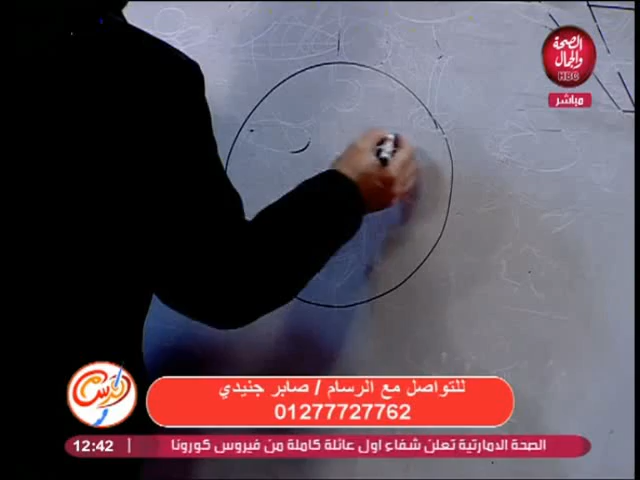 الصحة
والجمال
HBC
مباشر
للتواصل مع الرسام / صابر جنيدي
01277727762
12:42 | الصحة الامارتية تعلن شفاء اول عائلة كاملة من فيروس كورونا